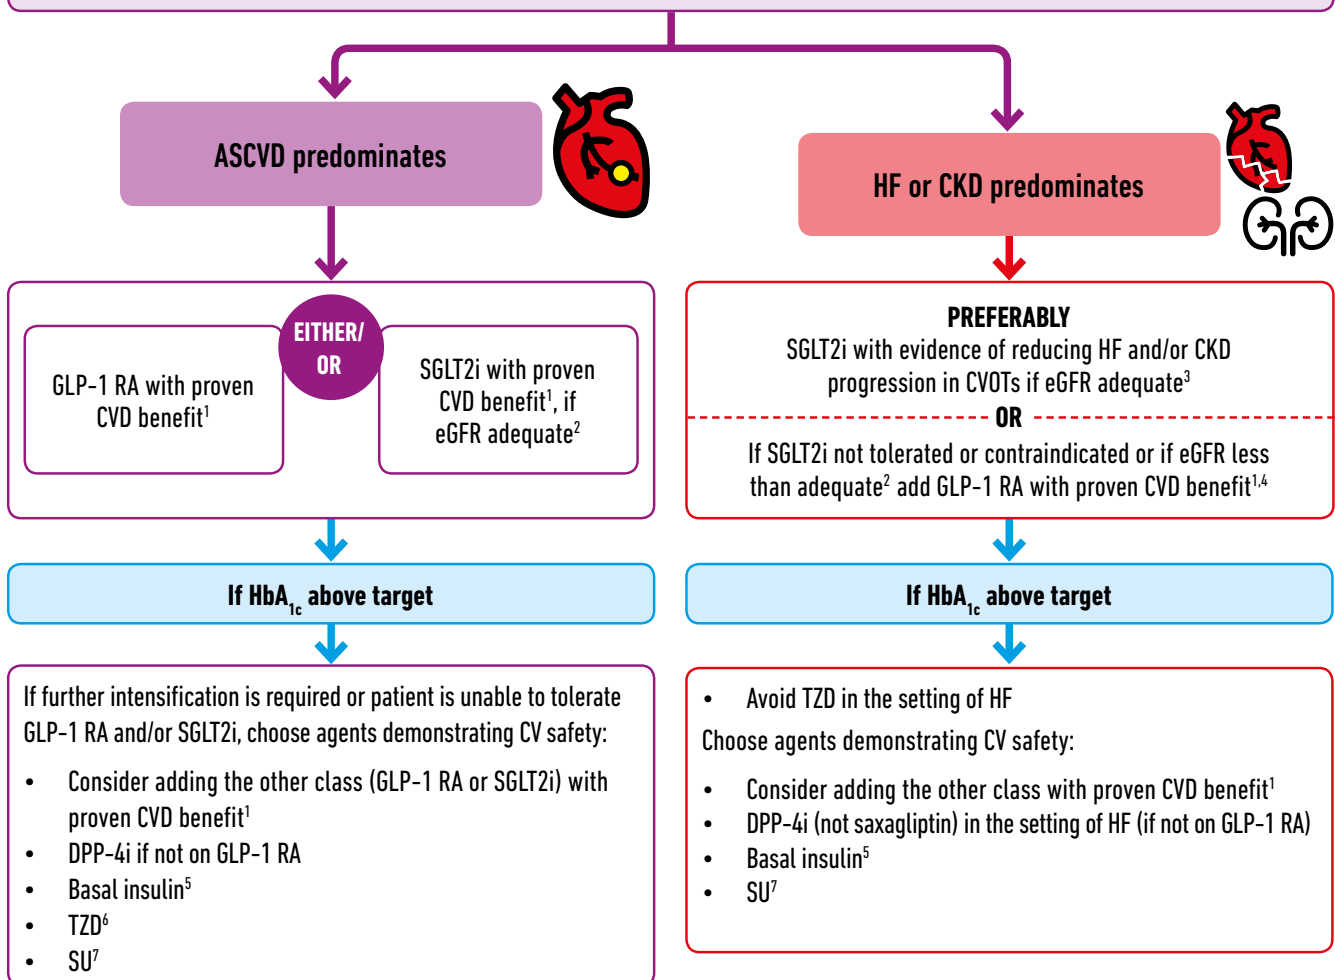 ASCVD predominates
EITHER/
OR
GLP-1 RA with proven
CVD benefit¹
SGLT2i with proven
CVD benefit¹, if
eGFR adequate²
If HbA₁c above target
If further intensification is required or patient is unable to tolerate
GLP-1 RA and/or SGLT2i, choose agents demonstrating CV safety:
• Consider adding the other class (GLP-1 RA or SGLT2i) with
proven CVD benefit¹
• DPP-4i if not on GLP-1 RA
• Basal insulin⁵
• TZD⁶
• SU⁷
HF or CKD predominates
PREFERABLY
SGLT2i with evidence of reducing HF and/or CKD
progression in CVOTs if eGFR adequate³
OR
If SGLT2i not tolerated or contraindicated or if eGFR less
than adequate² add GLP-1 RA with proven CVD benefit¹,⁴
If HbA₁c above target
• Avoid TZD in the setting of HF
Choose agents demonstrating CV safety:
• Consider adding the other class with proven CVD benefit¹
• DPP-4i (not saxagliptin) in the setting of HF (if not on GLP-1 RA)
• Basal insulin⁵
• SU⁷